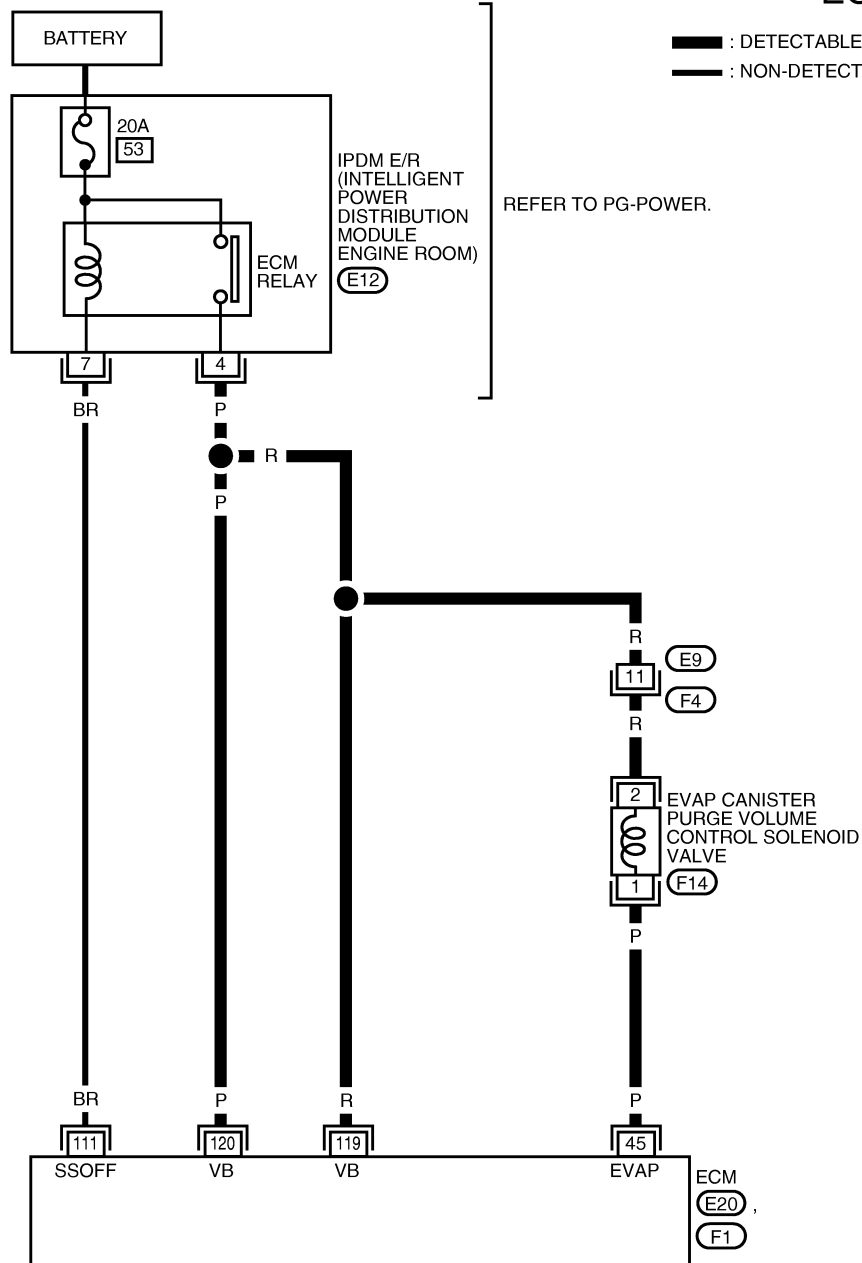 BATTERY
: DETECTABLE
: NON-DETECT
20A
53
IPDM E/R
(INTELLIGENT
POWER
DISTRIBUTION
MODULE
ENGINE ROOM)
E12
REFER TO PG-POWER.
ECM
RELAY
7
4
BR
P
R
P
R
E9
11
F4
R
2
EVAP CANISTER
PURGE VOLUME
CONTROL SOLENOID
VALVE
1
F14
P
BR
P
R
P
111
120
119
45
SSOFF
VB
VB
EVAP
ECM
E20 ,
F1